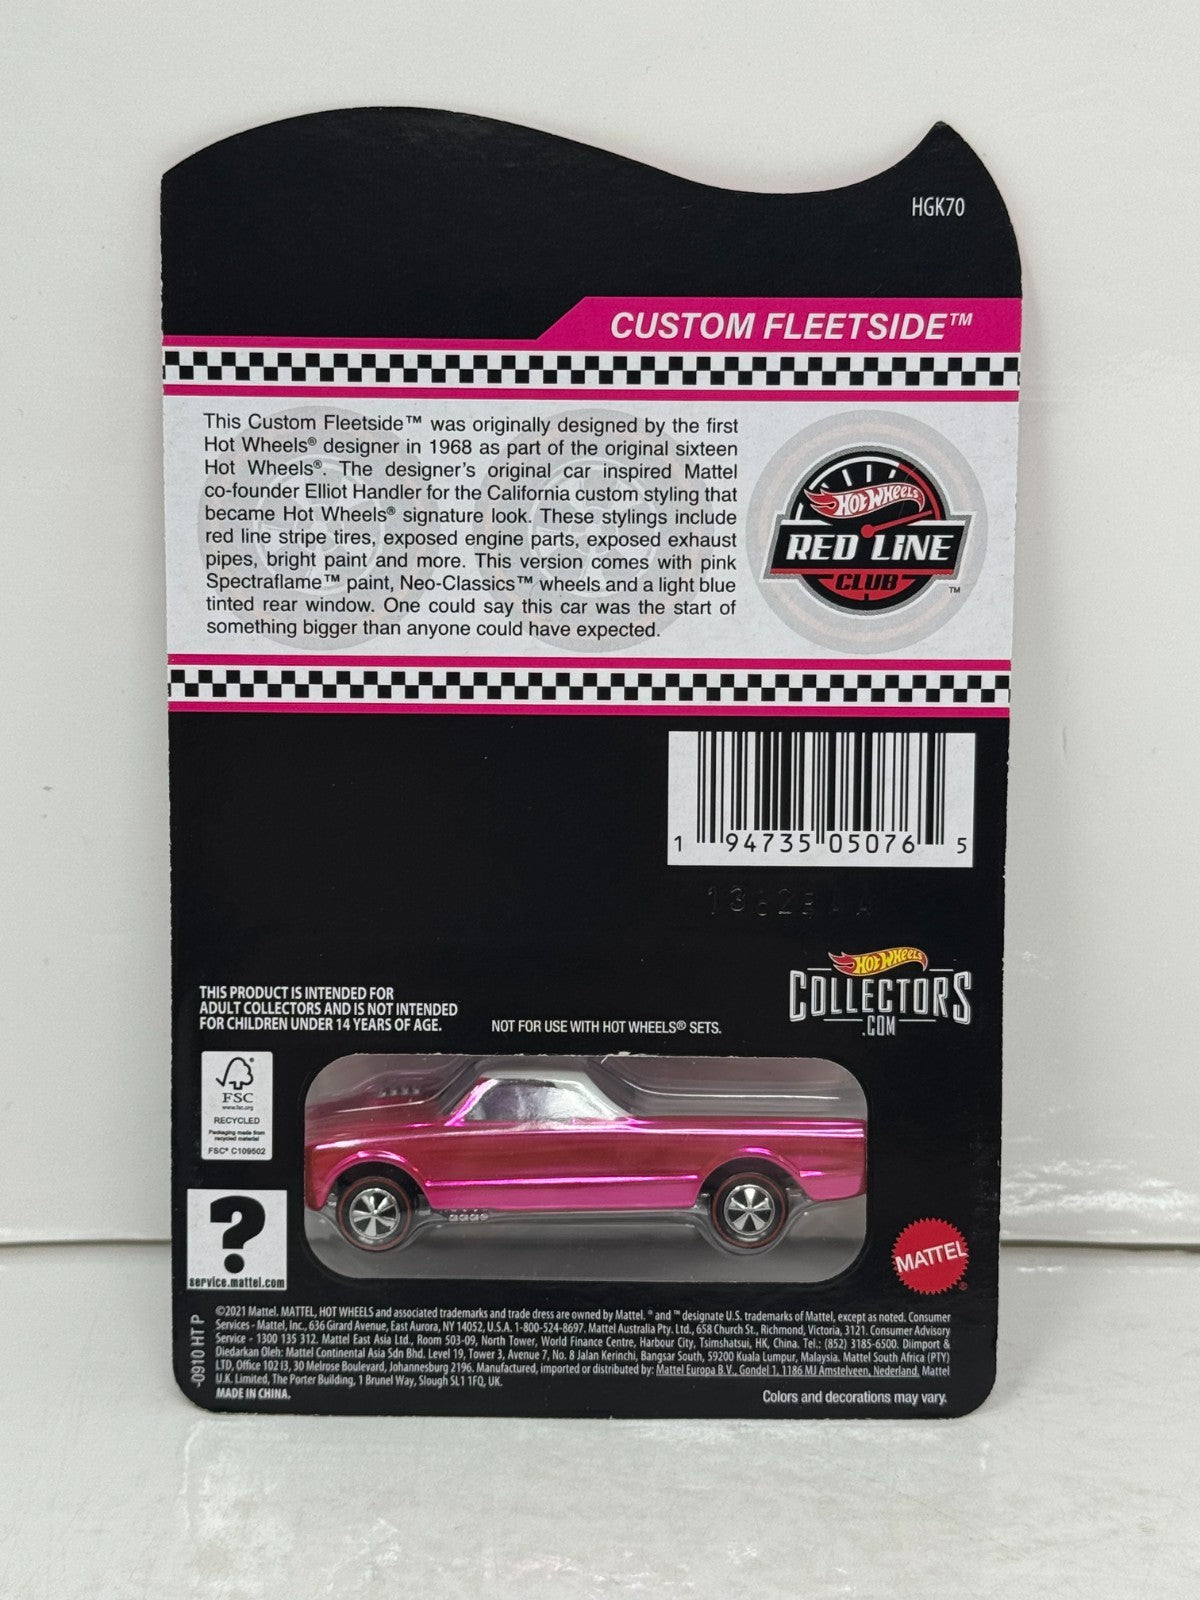 HGK70
CUSTOM FLEETSIDE™
This Custom Fleetside™ was originally designed by the first
Hot Wheels® designer in 1968 as part of the original sixteen
Hot Wheels®. The designer's original car inspired Mattel
co-founder Elliot Handler for the California custom styling that
became Hot Wheels® signature look. These stylings include
red line stripe tires, exposed engine parts, exposed exhaust
pipes, bright paint and more. This version comes with pink
Spectraflame™ paint, Neo-Classics™ wheels and a light blue
tinted rear window. One could say this car was the start of
something bigger than anyone could have expected.
HOT WHEELS
RED LINE
CLUB™
1 94735 05076 5
HOT WHEELS
COLLECTORS
.COM
THIS PRODUCT IS INTENDED FOR
ADULT COLLECTORS AND IS NOT INTENDED
FOR CHILDREN UNDER 14 YEARS OF AGE.
NOT FOR USE WITH HOT WHEELS® SETS.
FSC
www.fsc.org
RECYCLED
Packaging made from
recycled material
FSC® C109502
?
service.mattel.com
MATTEL®
-0910 HT P
©2021 Mattel. MATTEL, HOT WHEELS and associated trademarks and trade dress are owned by Mattel. ® and ™ designate U.S. trademarks of Mattel, except as noted. Consumer
Services - Mattel, Inc., 636 Girard Avenue, East Aurora, NY 14052, U.S.A. 1-800-524-8697. Mattel Australia Pty. Ltd., 658 Church St., Richmond, Victoria, 3121. Consumer Advisory
Service - 1300 135 312. Mattel East Asia Ltd., Room 503-09, North Tower, World Finance Centre, Harbour City, Tsimshatsui, HK, China. Tel.: (852) 3185-6500. Diimport &
Diedarkan Oleh: Mattel Continental Asia Sdn Bhd. Level 19, Tower 3, Avenue 7, No. 8 Jalan Kerinchi, Bangsar South, 59200 Kuala Lumpur, Malaysia. Mattel South Africa (PTY)
LTD, Office 102 I3, 30 Melrose Boulevard, Johannesburg 2196. Manufactured, imported or distributed by: Mattel Europa B.V., Gondel 1, 1186 MJ Amstelveen, Nederland. Mattel
U.K. Limited, The Porter Building, 1 Brunel Way, Slough SL1 1FQ, UK.
MADE IN CHINA.
Colors and decorations may vary.